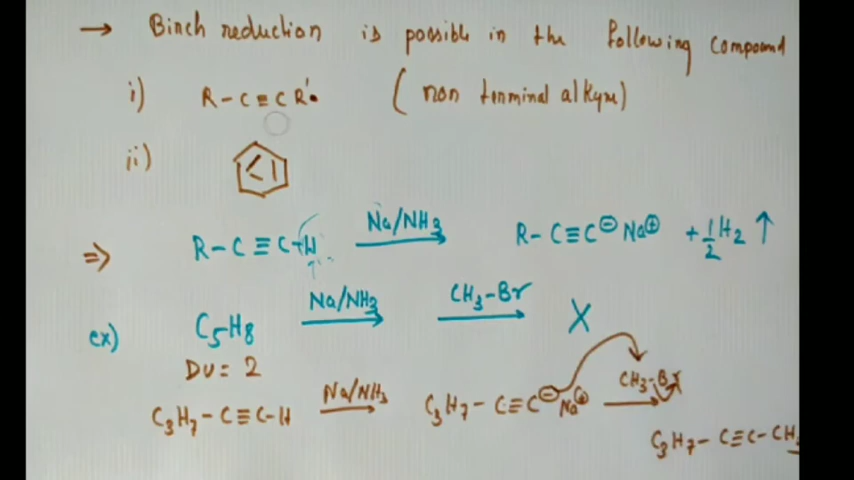 → Birch reduction is possible in the following compound
i) R-C≡CR'. (non terminal alkyne)
ii)
⇒ R-C≡C-H Na/NH₃ → R-C≡C⊖ Na⊕ + 1/2 H₂ ↑
ex) C₅H₈ Na/NH₃ → CH₃-Br → X
DU = 2
C₃H₇-C≡C-H Na/NH₃ → C₃H₇-C≡C⊖ Na⊕ CH₃-Br →
C₃H₇-C≡C-CH₃